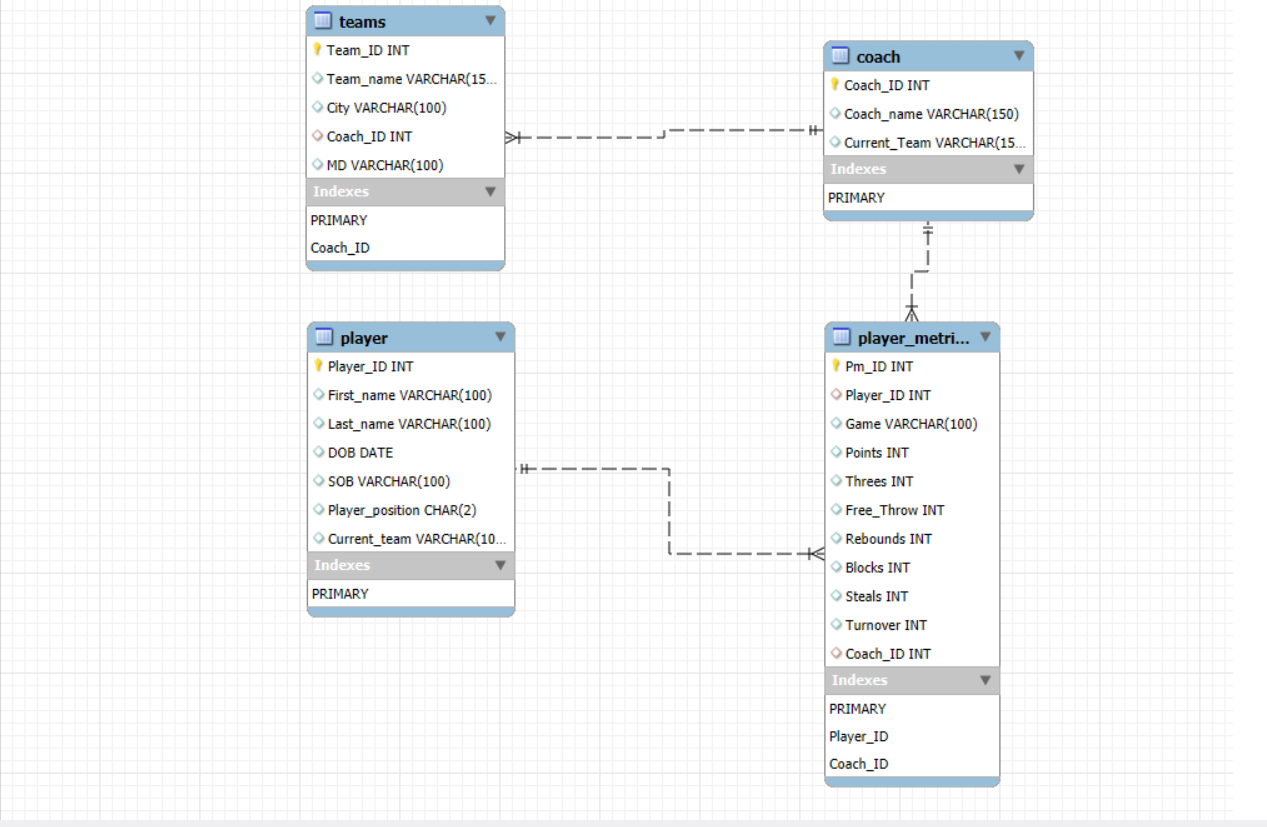 teams
Team_ID INT
Team_name VARCHAR(15...
City VARCHAR(100)
Coach_ID INT
MD VARCHAR(100)
Indexes
PRIMARY
Coach_ID
coach
Coach_ID INT
Coach_name VARCHAR(150)
Current_Team VARCHAR(15...
Indexes
PRIMARY
player
Player_ID INT
First_name VARCHAR(100)
Last_name VARCHAR(100)
DOB DATE
SOB VARCHAR(100)
Player_position CHAR(2)
Current_team VARCHAR(10...
Indexes
PRIMARY
player_metri...
Pm_ID INT
Player_ID INT
Game VARCHAR(100)
Points INT
Threes INT
Free_Throw INT
Rebounds INT
Blocks INT
Steals INT
Turnover INT
Coach_ID INT
Indexes
PRIMARY
Player_ID
Coach_ID